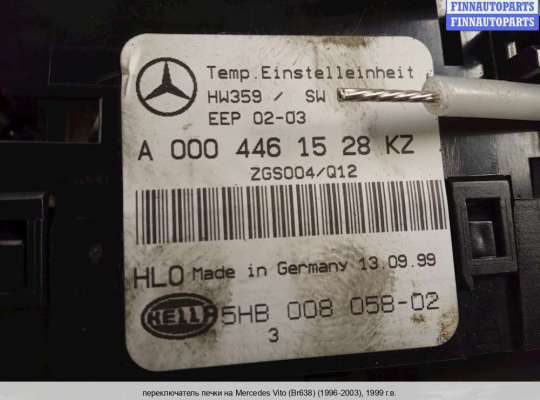 FINNAUTOPARTS
FINNAUTOPARTS
Temp. Einstelleinheit
HW359 / SW
EEP 02-03
A 000 446 15 28 KZ
ZGS004/Q12
HLO Made in Germany 13.09.99
HELLA 5HB 008 058-02
3
переключатель печки на Mercedes Vito (Br638) (1996-2003), 1999 г.в.